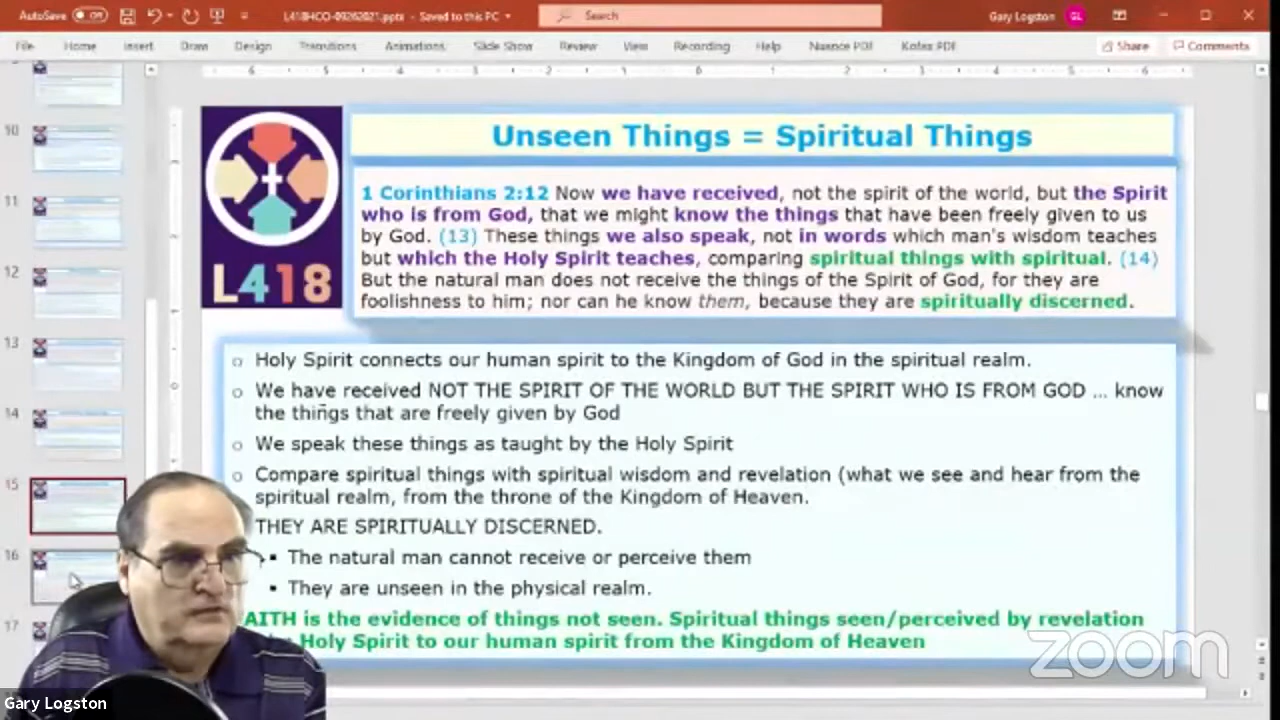 AutoSave Off L418HCO-09262021.pptx - Saved to this PC Search Gary Logston GL
File Home Insert Draw Design Transitions Animations Slide Show Review View Recording Help Nuance PDF Kofax PDF Share Comments
10
11
12
13
14
15
16
17
L418
Unseen Things = Spiritual Things
1 Corinthians 2:12 Now we have received, not the spirit of the world, but the Spirit
who is from God, that we might know the things that have been freely given to us
by God. (13) These things we also speak, not in words which man's wisdom teaches
but which the Holy Spirit teaches, comparing spiritual things with spiritual. (14)
But the natural man does not receive the things of the Spirit of God, for they are
foolishness to him; nor can he know them, because they are spiritually discerned.
Holy Spirit connects our human spirit to the Kingdom of God in the spiritual realm.
We have received NOT THE SPIRIT OF THE WORLD BUT THE SPIRIT WHO IS FROM GOD ... know
the things that are freely given by God
We speak these things as taught by the Holy Spirit
Compare spiritual things with spiritual wisdom and revelation (what we see and hear from the
spiritual realm, from the throne of the Kingdom of Heaven.
THEY ARE SPIRITUALLY DISCERNED.
The natural man cannot receive or perceive them
They are unseen in the physical realm.
AITH is the evidence of things not seen. Spiritual things seen/perceived by revelation
Holy Spirit to our human spirit from the Kingdom of Heaven
zoom
Gary Logston